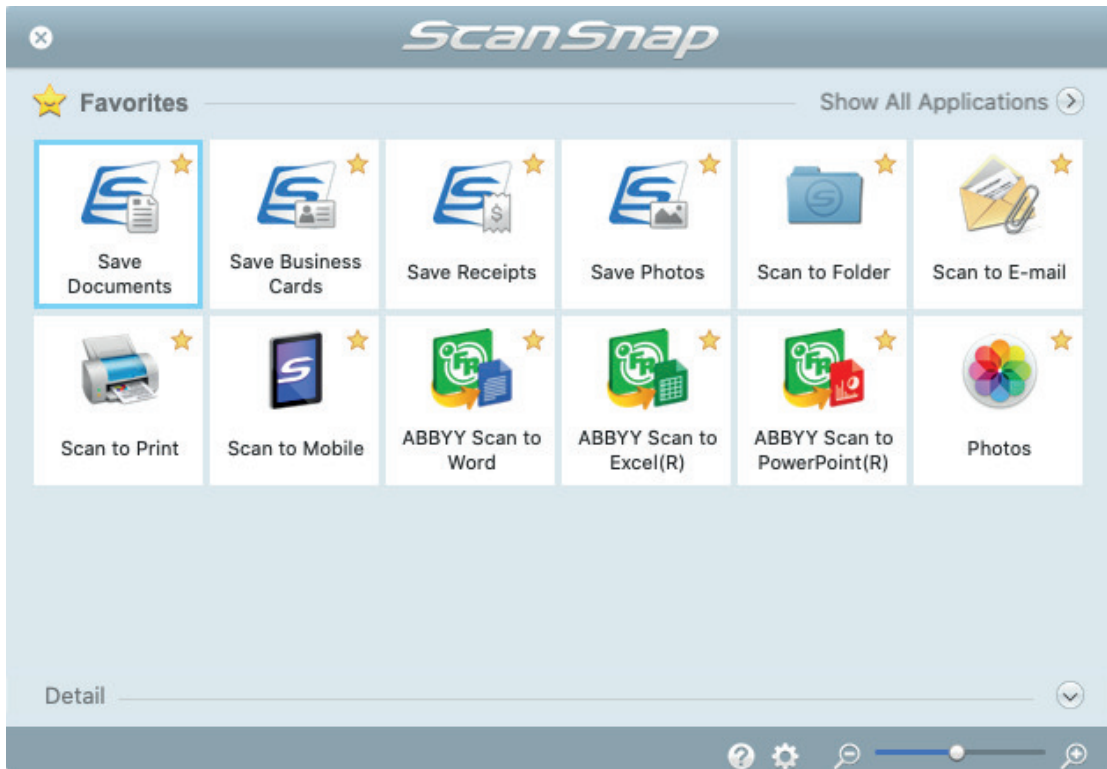 ScanSnap
Favorites
Show All Applications
Save
Documents
Save Business
Cards
Save Receipts
Save Photos
Scan to Folder
Scan to E-mail
Scan to Print
Scan to Mobile
ABBYY Scan to
Word
ABBYY Scan to
Excel(R)
ABBYY Scan to
PowerPoint(R)
Photos
Detail